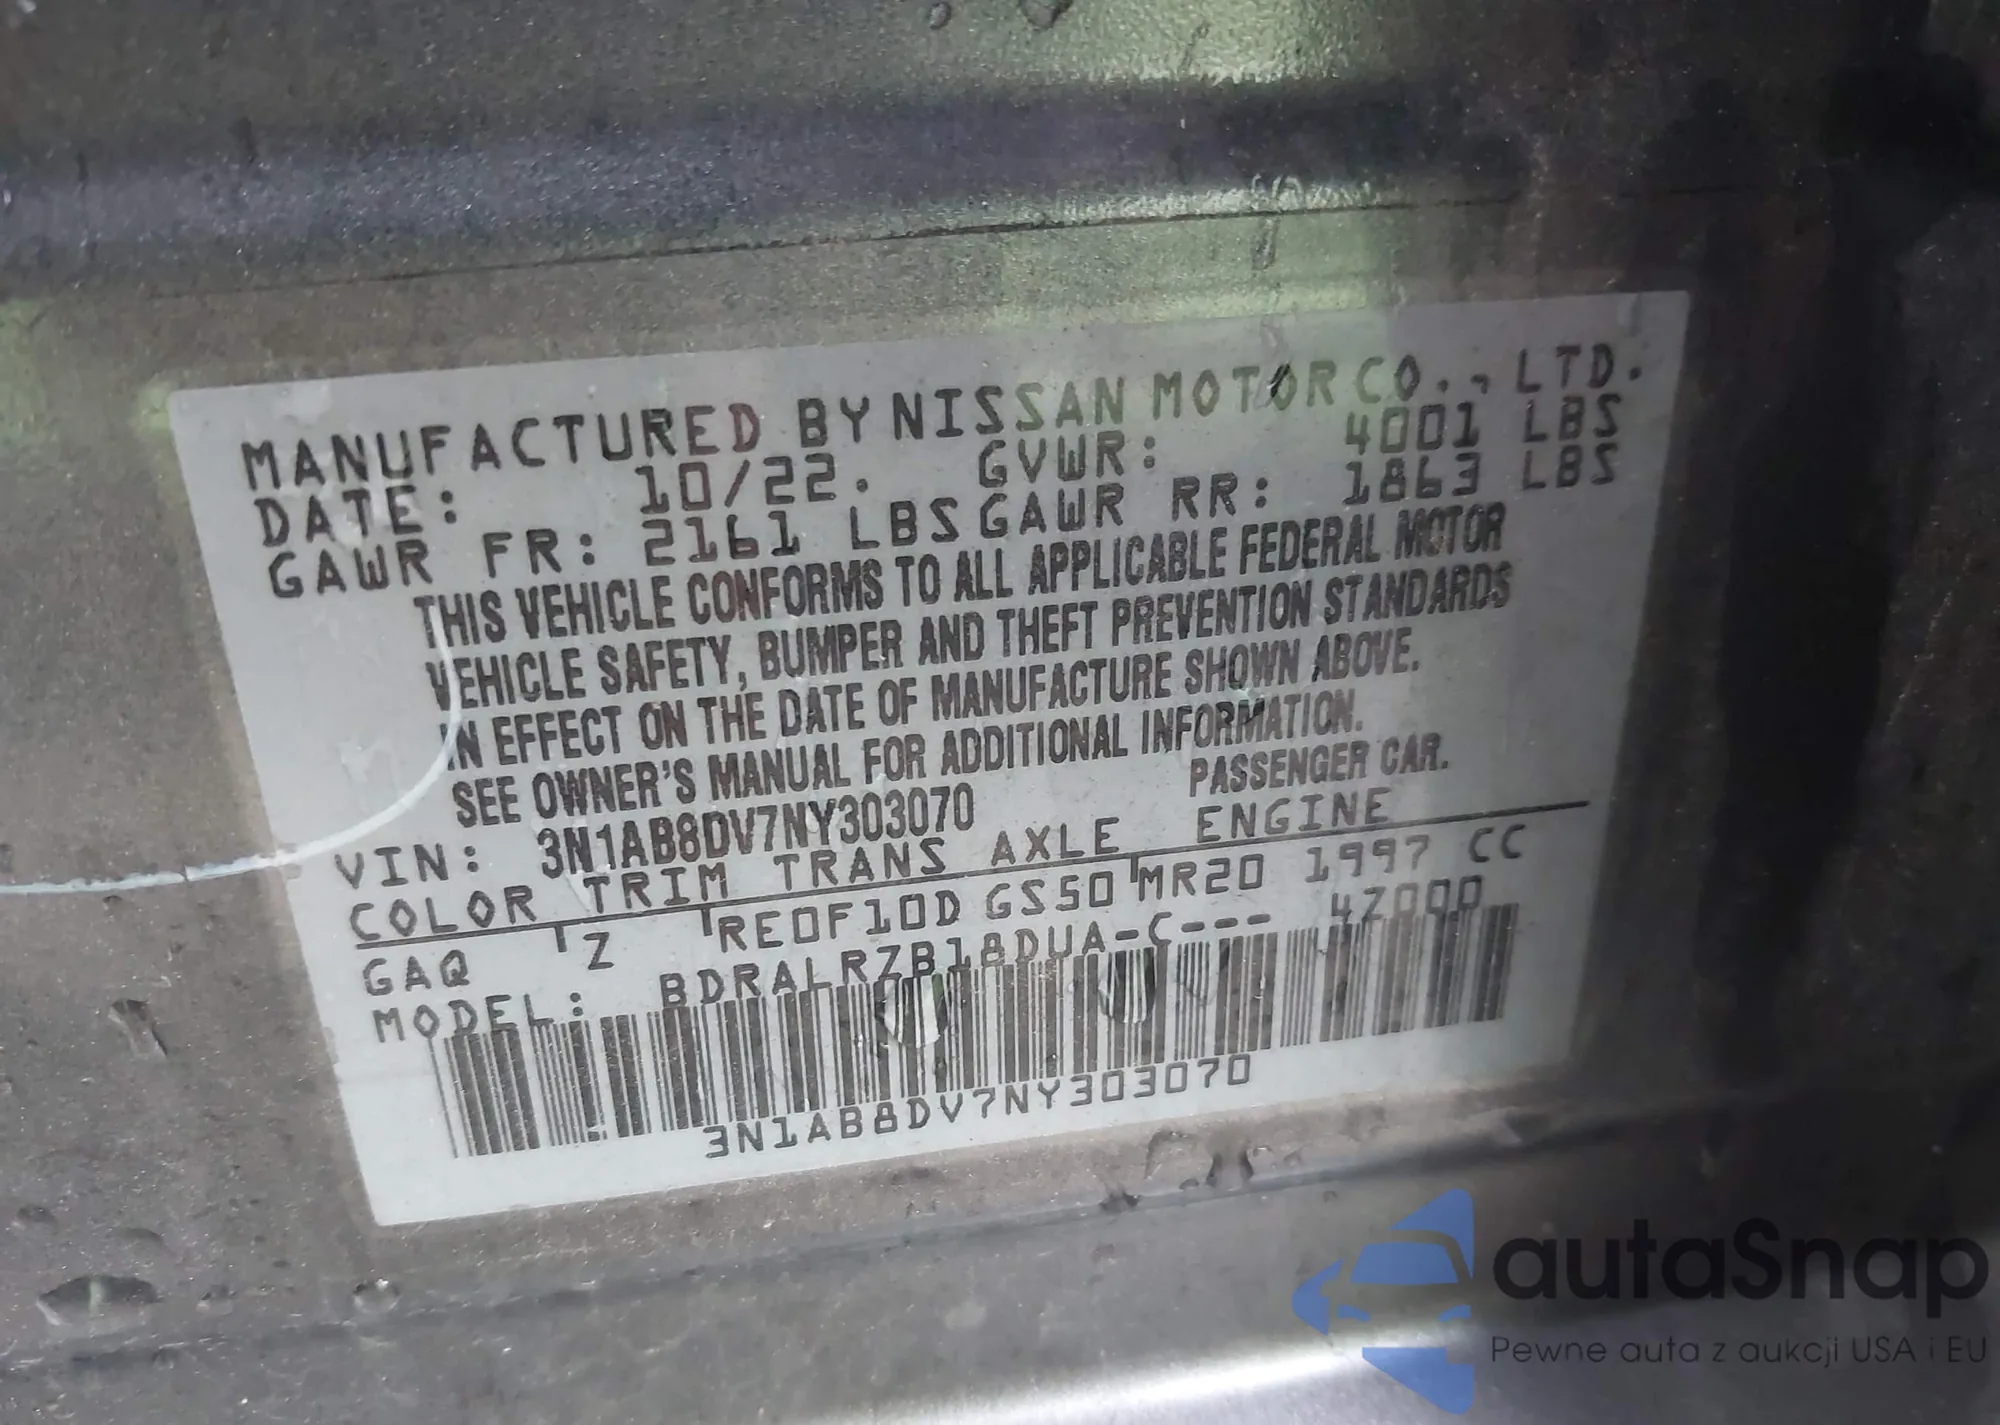 MANUFACTURED BY NISSAN MOTOR CO., LTD.
DATE: 10/22. GVWR: 4001 LBS
GAWR FR: 2161 LBS GAWR RR: 1863 LBS
THIS VEHICLE CONFORMS TO ALL APPLICABLE FEDERAL MOTOR
VEHICLE SAFETY, BUMPER AND THEFT PREVENTION STANDARDS
IN EFFECT ON THE DATE OF MANUFACTURE SHOWN ABOVE.
SEE OWNER'S MANUAL FOR ADDITIONAL INFORMATION.
VIN: 3N1AB8DV7NY303070 PASSENGER CAR.
COLOR TRIM TRANS AXLE ENGINE
GAQ Z RE0F10D GS50 MR20 1997 CC
MODEL: BDRALRZB18DUA-C--- 4Z000
3N1AB8DV7NY303070
autaSnap
Pewne auta z aukcji USA i EU